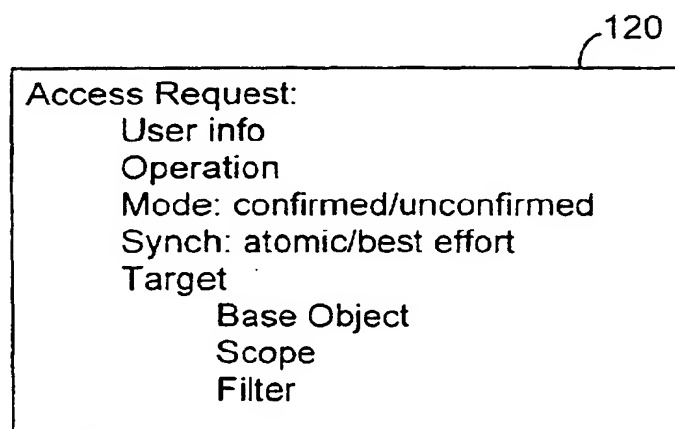 120
Access Request:
User info
Operation
Mode: confirmed/unconfirmed
Synch: atomic/best effort
Target
Base Object
Scope
Filter